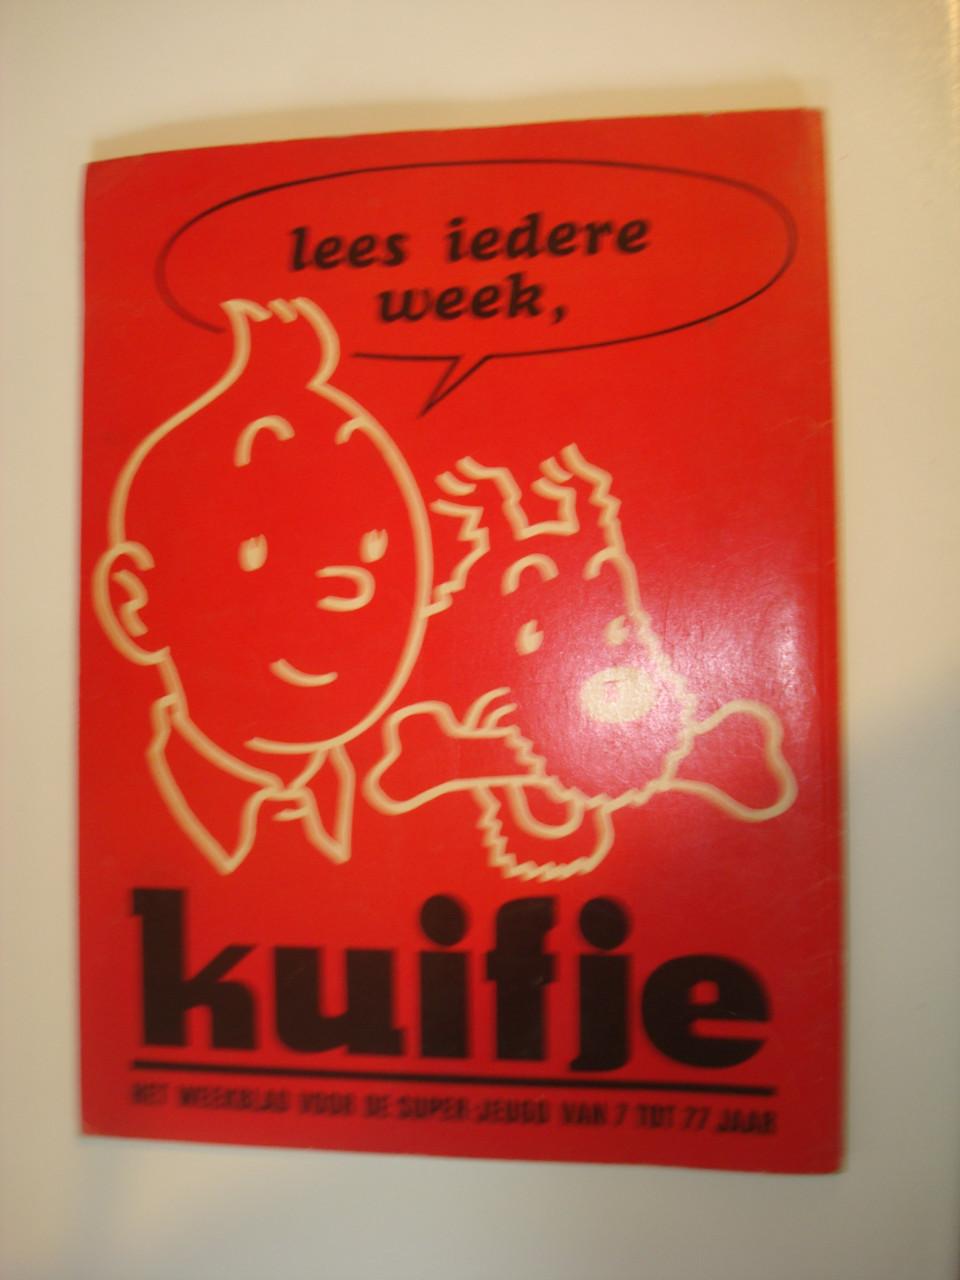 lees iedere
week,
kuifje
HET WEEKBLAD VOOR DE SUPER-JEUGD VAN 7 TOT 77 JAAR